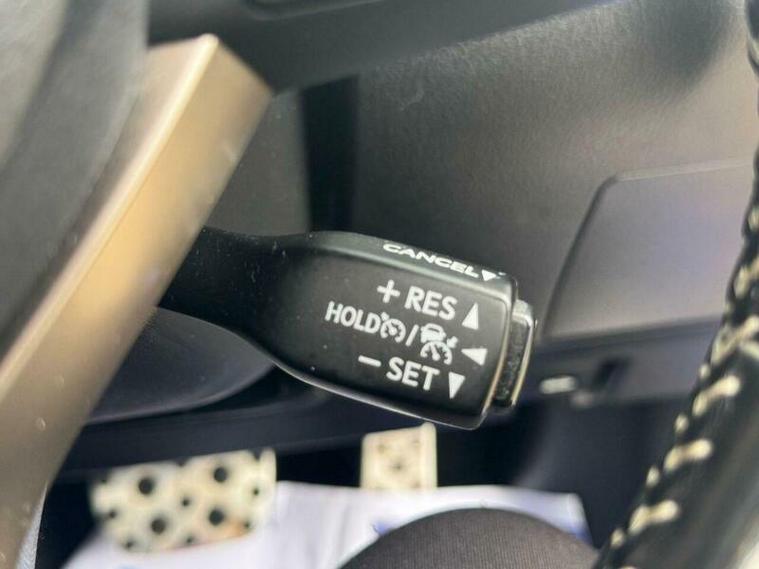 CANCEL▼
+ RES ▲
HOLD / ◀
− SET ▼